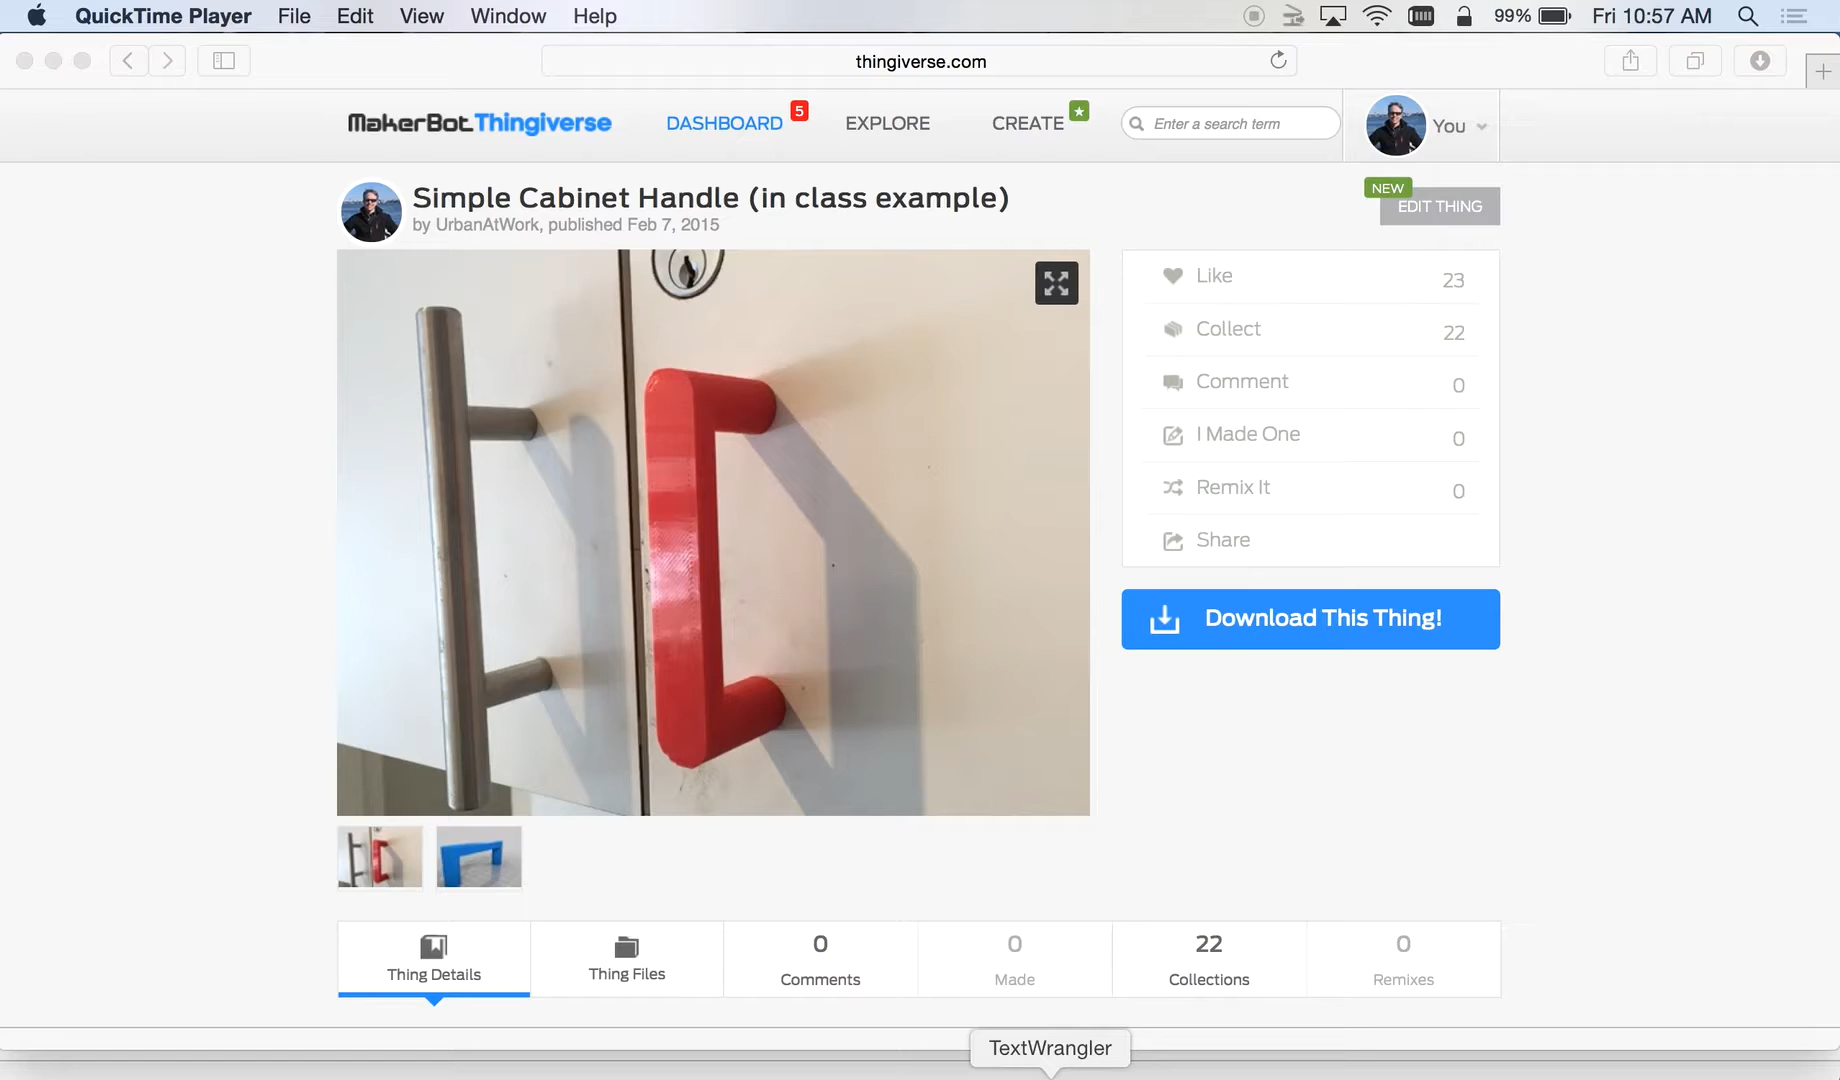 QuickTime Player File Edit View Window Help 99% Fri 10:57 AM
thingiverse.com
MakerBot Thingiverse DASHBOARD 5 EXPLORE CREATE Enter a search term You
Simple Cabinet Handle (in class example)
by UrbanAtWork, published Feb 7, 2015
NEW
EDIT THING
Like 23
Collect 22
Comment 0
I Made One 0
Remix It 0
Share
Download This Thing!
Thing Details
Thing Files
0
Comments
0
Made
22
Collections
0
Remixes
TextWrangler